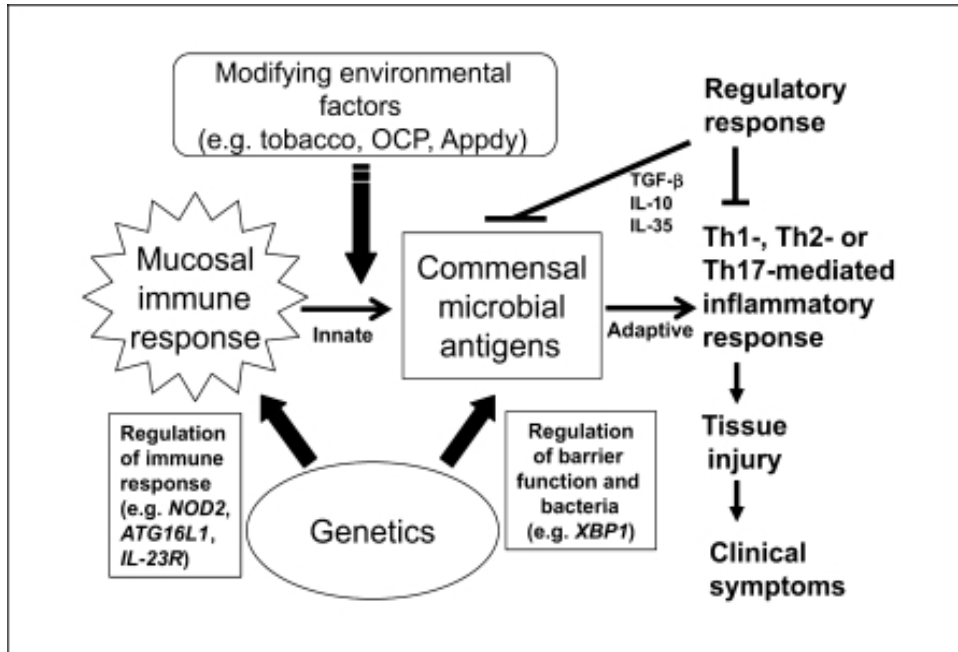 Modifying environmental
factors
(e.g. tobacco, OCP, Appdy)
Regulatory
response
TGF-β
IL-10
IL-35
Mucosal
immune
response
Innate
Commensal
microbial
antigens
Adaptive
Th1-, Th2- or
Th17-mediated
inflammatory
response
Regulation
of immune
response
(e.g. NOD2,
ATG16L1,
IL-23R)
Genetics
Regulation
of barrier
function and
bacteria
(e.g. XBP1)
Tissue
injury
Clinical
symptoms